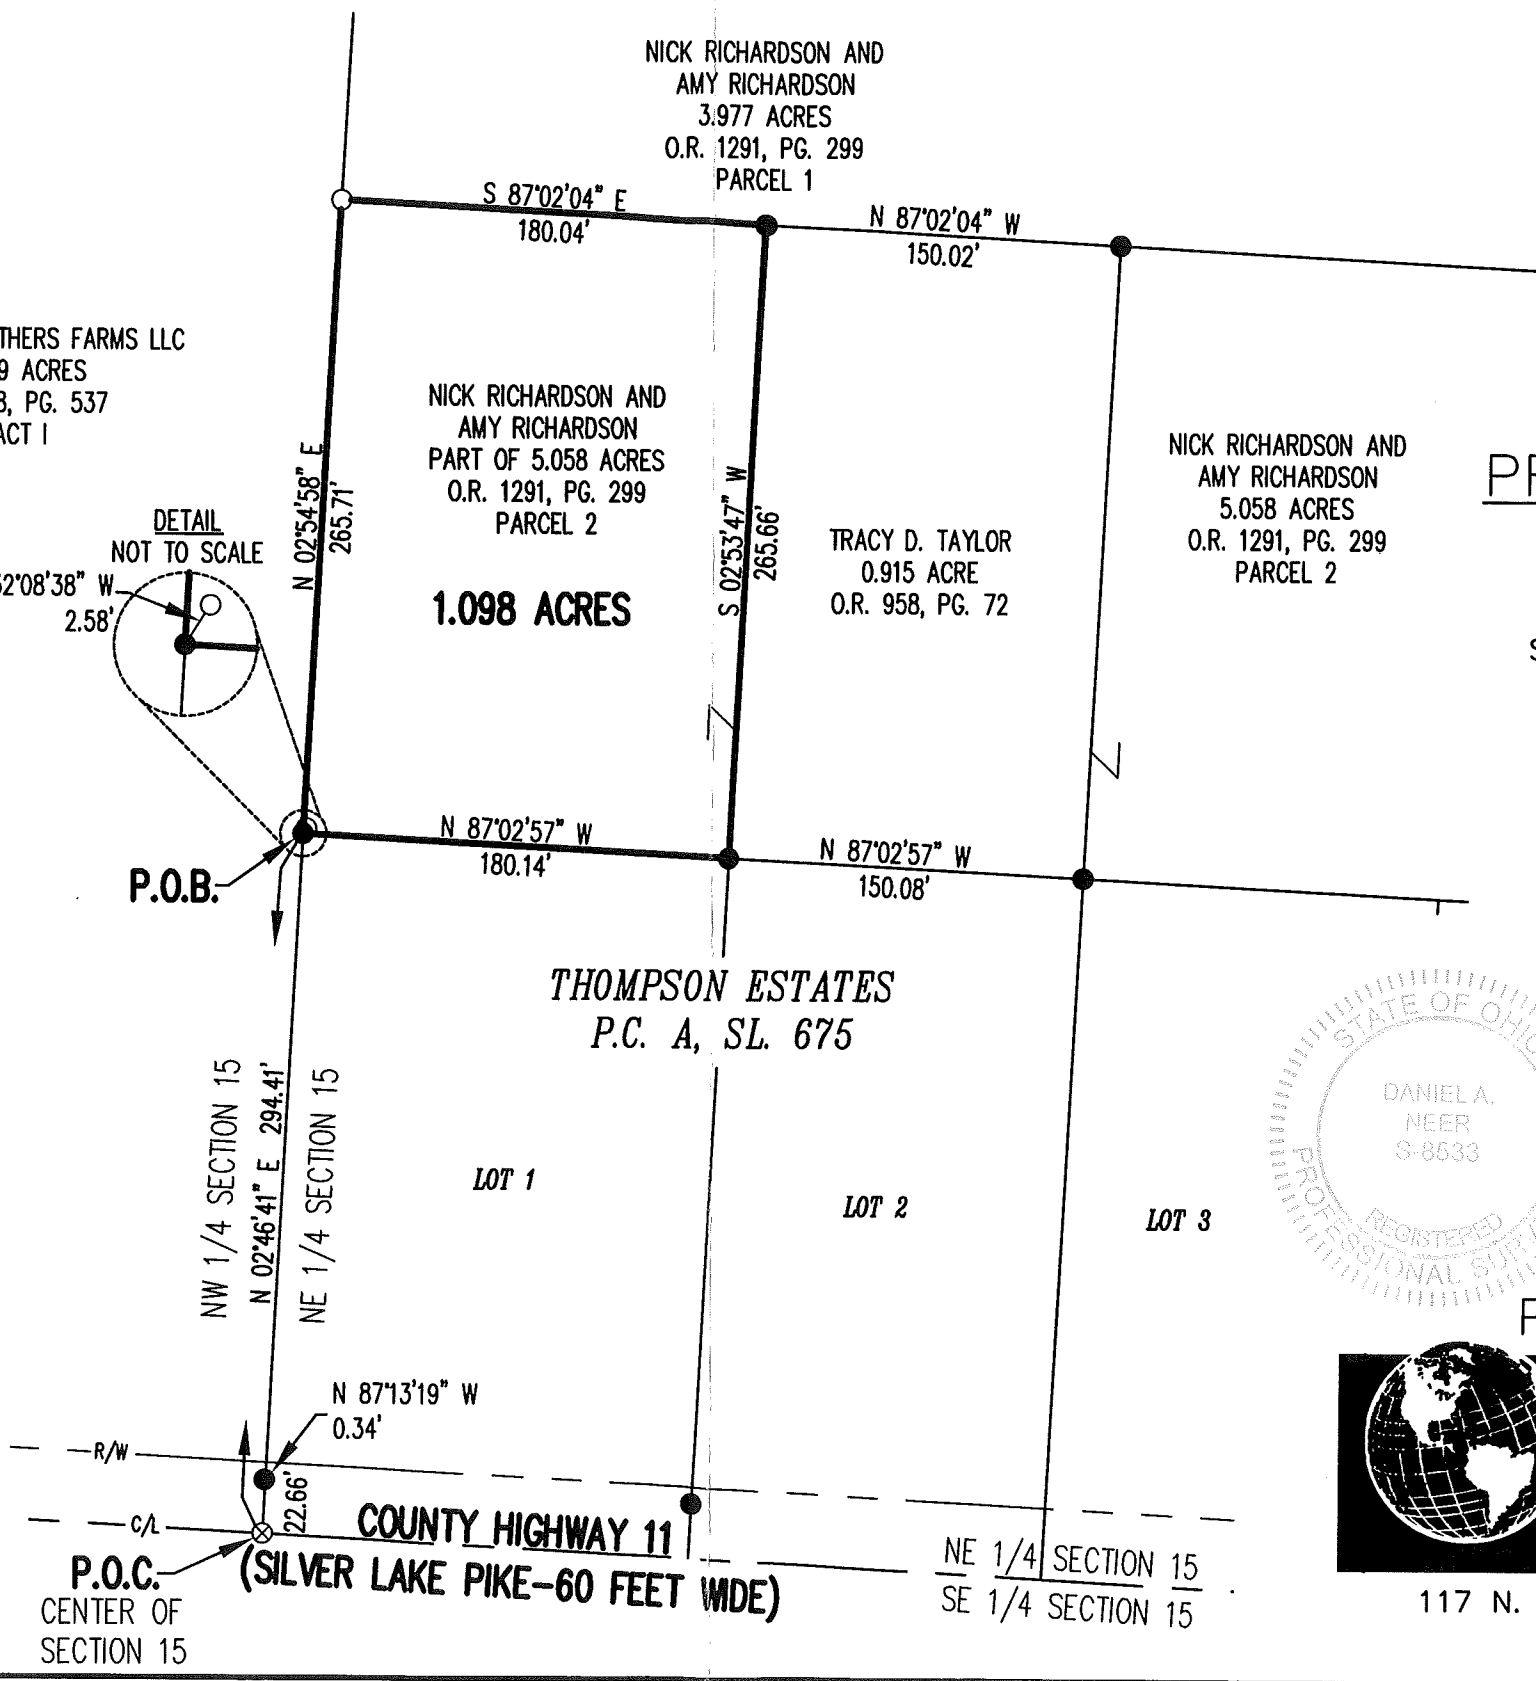 NICK RICHARDSON AND
AMY RICHARDSON
3.977 ACRES
O.R. 1291, PG. 299
PARCEL 1
S 87°02'04" E
180.04'
N 87°02'04" W
150.02'
THERS FARMS LLC
9 ACRES
, PG. 537
ACT I
N 02°54'58" E
265.71'
NICK RICHARDSON AND
AMY RICHARDSON
PART OF 5.058 ACRES
O.R. 1291, PG. 299
PARCEL 2
1.098 ACRES
S 02°53'47" W
265.66'
TRACY D. TAYLOR
0.915 ACRE
O.R. 958, PG. 72
NICK RICHARDSON AND
AMY RICHARDSON
5.058 ACRES
O.R. 1291, PG. 299
PARCEL 2
DETAIL
NOT TO SCALE
2°08'38" W
2.58'
P.O.B.
N 87°02'57" W
180.14'
N 87°02'57" W
150.08'
THOMPSON ESTATES
P.C. A, SL. 675
NW 1/4 SECTION 15
N 02°46'41" E 294.41'
NE 1/4 SECTION 15
LOT 1
LOT 2
LOT 3
STATE OF OHIO
DANIEL A.
NEER
S-8533
REGISTERED
PROFESSIONAL SUR
N 87°13'19" W
0.34'
R/W
22.66'
C/L
COUNTY HIGHWAY 11
(SILVER LAKE PIKE-60 FEET WIDE)
P.O.C.
CENTER OF
SECTION 15
NE 1/4 SECTION 15
SE 1/4 SECTION 15
117 N.